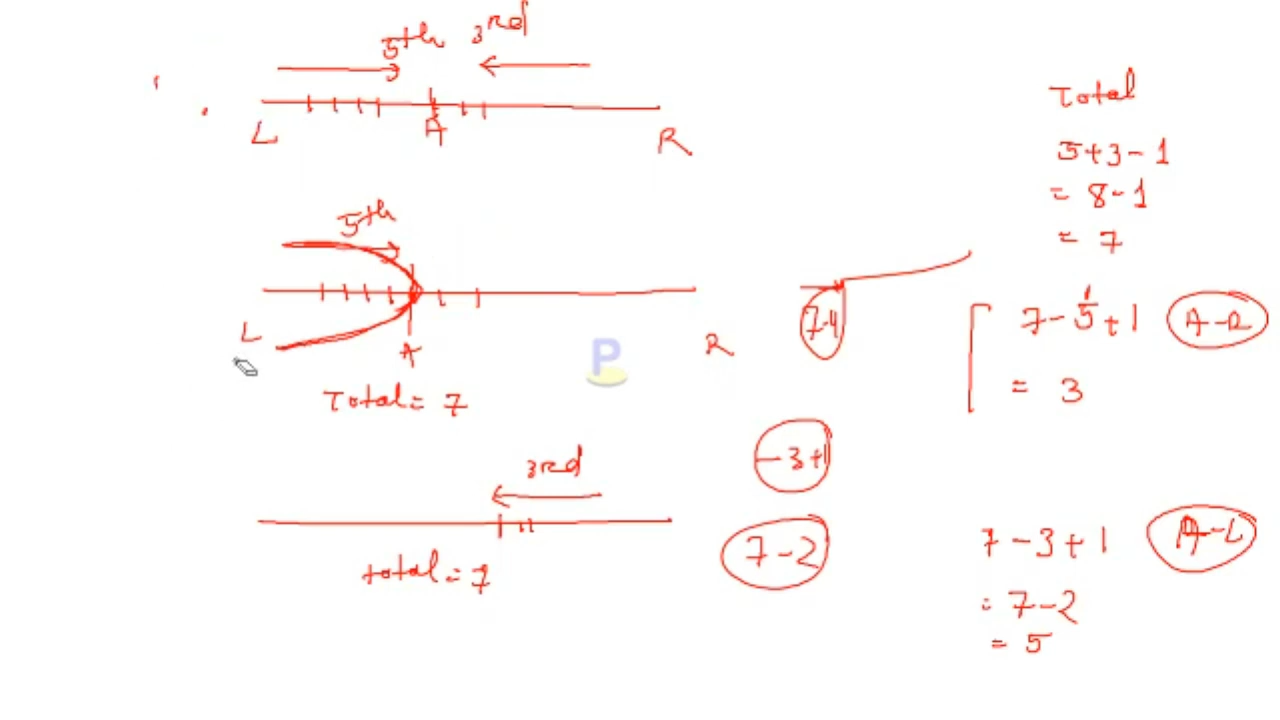 5th 3rd
L A R
Total
5+3-1
= 8-1
= 7
5th
L A R
Total = 7
7-4
7-5+1 A-R
= 3
P
3rd
total = 7
-3+1
7-2
7-3+1 A-L
= 7-2
= 5